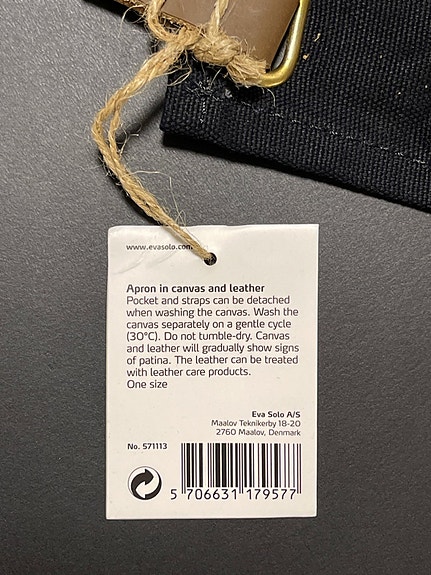 www.evasolo.com
Apron in canvas and leather
Pocket and straps can be detached
when washing the canvas. Wash the
canvas separately on a gentle cycle
(30°C). Do not tumble-dry. Canvas
and leather will gradually show signs
of patina. The leather can be treated
with leather care products.
One size
Eva Solo A/S
Maaløv Teknikerby 18-20
2760 Maaløv, Denmark
No. 571113
5 706631 179577